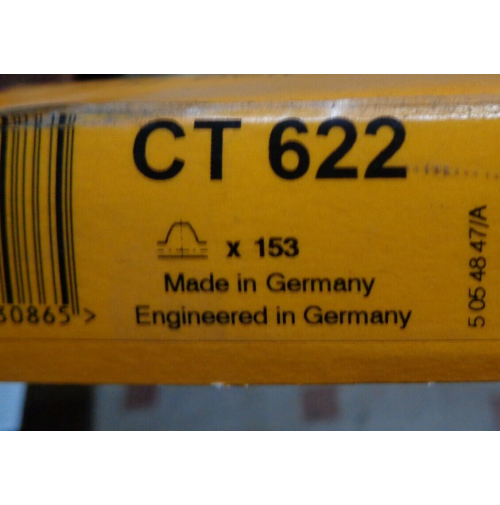 CT 622
x 153
Made in Germany
Engineered in Germany
30865 >
5 05 48 47/A